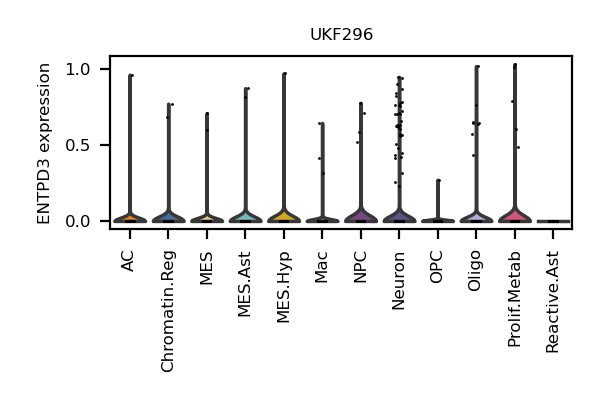 UKF296
ENTPD3 expression
1.0
0.5
0.0
AC
Chromatin.Reg
MES
MES.Ast
MES.Hyp
Mac
NPC
Neuron
OPC
Oligo
Prolif.Metab
Reactive.Ast